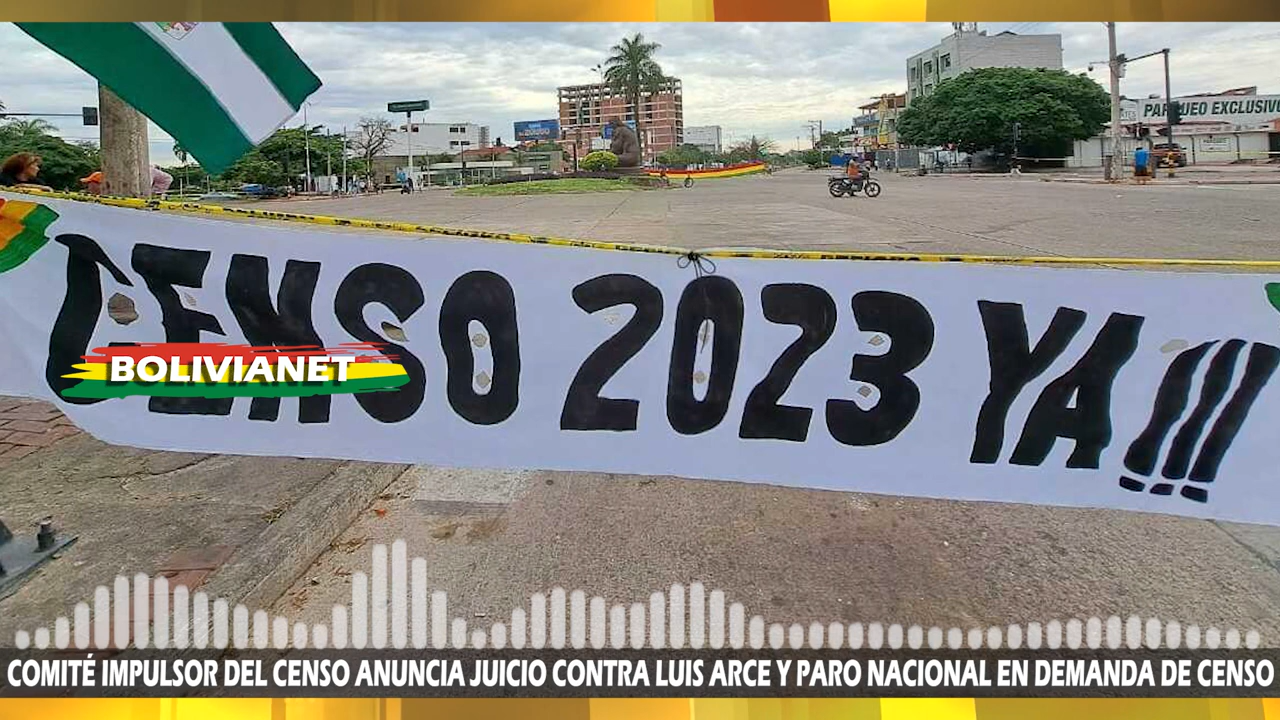 PARQUEO EXCLUSIVO
CENSO 2023 YA!!!
BOLIVIANET
COMITÉ IMPULSOR DEL CENSO ANUNCIA JUICIO CONTRA LUIS ARCE Y PARO NACIONAL EN DEMANDA DE CENSO